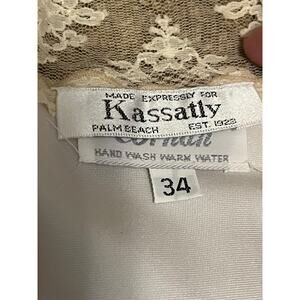 MADE EXPRESSLY FOR
Kassatly
PALM BEACH EST. 1923
HAND WASH WARM WATER
34